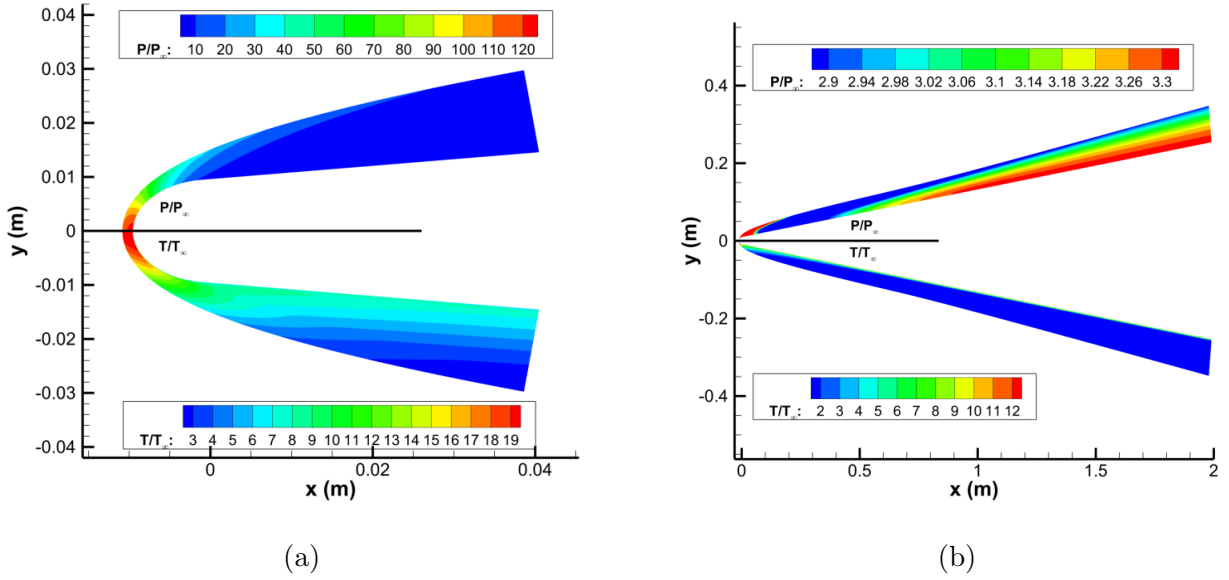 0.04
0.03
0.02
0.01
0
-0.01
-0.02
-0.03
-0.04
y (m)
P/P∞: 10 20 30 40 50 60 70 80 90 100 110 120
P/P∞
T/T∞
T/T∞: 3 4 5 6 7 8 9 10 11 12 14 15 16 17 18 19
0 0.02 0.04
x (m)
(a)
0.4
0.2
0
-0.2
-0.4
y (m)
P/P∞: 2.9 2.94 2.98 3.02 3.06 3.1 3.14 3.18 3.22 3.26 3.3
P/P∞
T/T∞
T/T∞: 2 3 4 5 6 7 8 9 10 11 12
0 0.5 1 1.5 2
x (m)
(b)